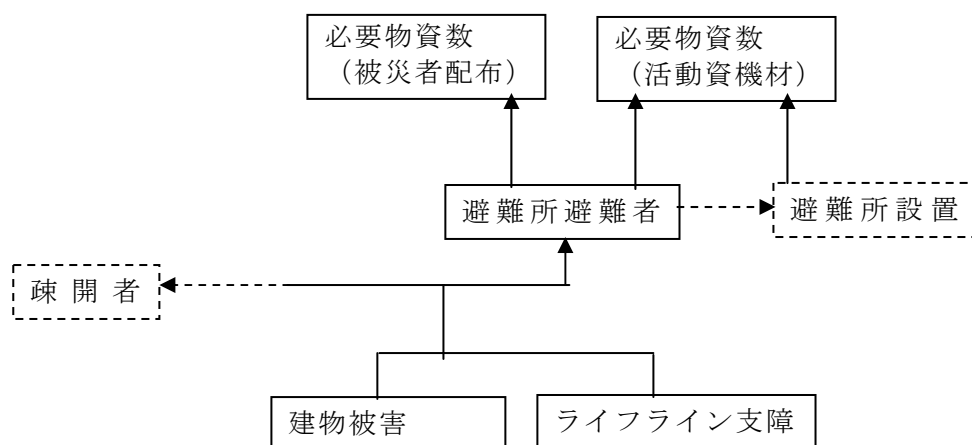 必要物資数
（被災者配布）
必要物資数
（活動資機材）
避難所避難者
避難所設置
疎開者
建物被害
ライフライン支障